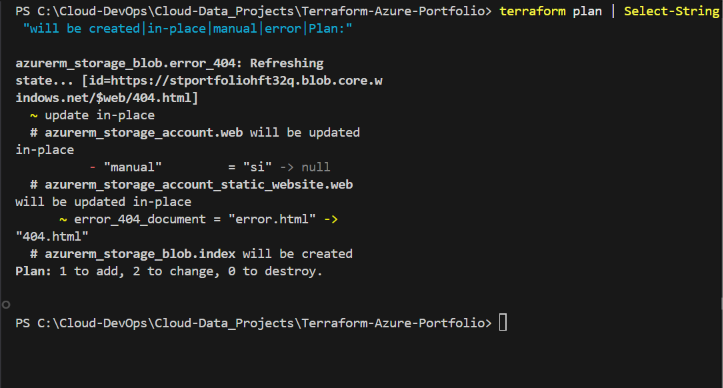 PS C:\Cloud-DevOps\Cloud-Data_Projects\Terraform-Azure-Portfolio> terraform plan | Select-String
"will be created|in-place|manual|error|Plan:"
azurerm_storage_blob.error_404: Refreshing
state... [id=https://stportfoliohft32q.blob.core.w
indows.net/$web/404.html]
~ update in-place
# azurerm_storage_account.web will be updated
in-place
- "manual" = "si" -> null
# azurerm_storage_account_static_website.web
will be updated in-place
~ error_404_document = "error.html" ->
"404.html"
# azurerm_storage_blob.index will be created
Plan: 1 to add, 2 to change, 0 to destroy.
PS C:\Cloud-DevOps\Cloud-Data_Projects\Terraform-Azure-Portfolio>